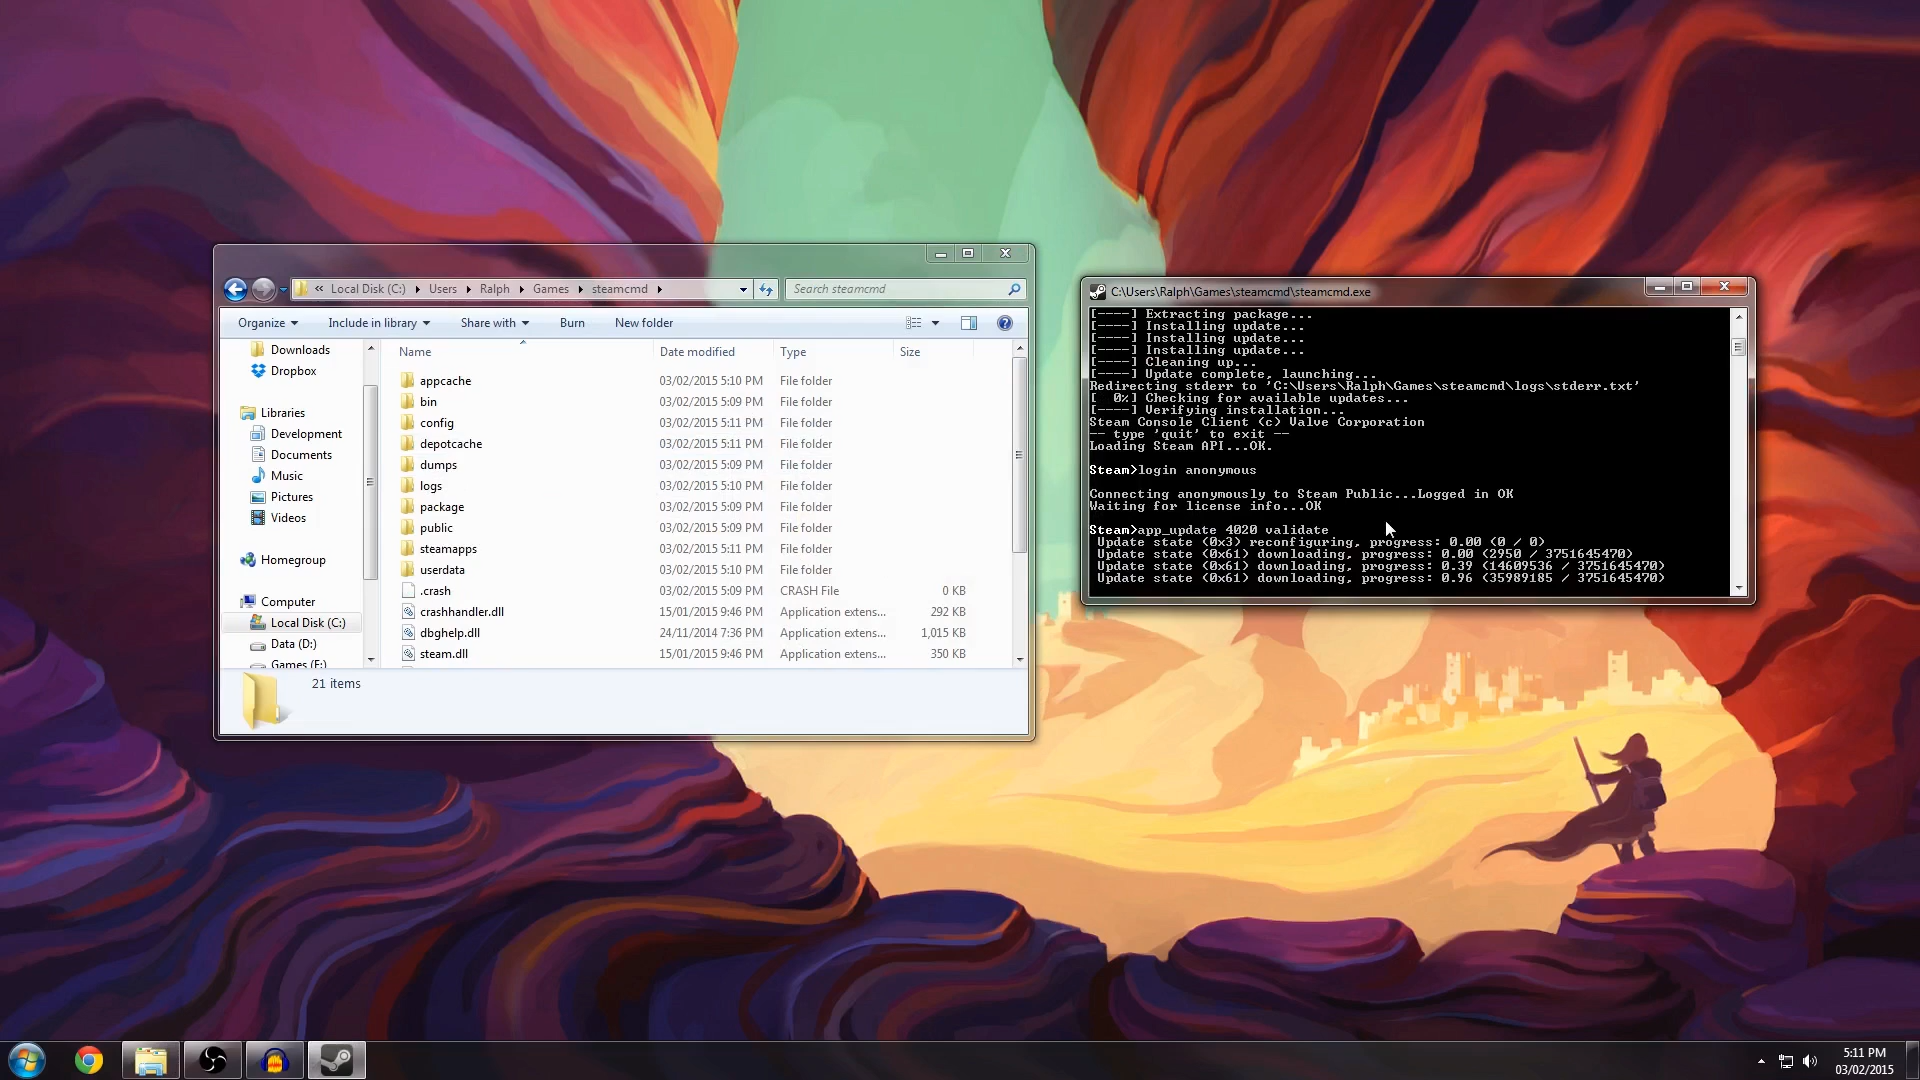 « Local Disk (C:) Users Ralph Games steamcmd
Search steamcmd
Organize Include in library Share with Burn New folder
Downloads
Dropbox
Libraries
Development
Documents
Music
Pictures
Videos
Homegroup
Computer
Local Disk (C:)
Data (D:)
Games (E:)
Name Date modified Type Size
appcache 03/02/2015 5:10 PM File folder
bin 03/02/2015 5:09 PM File folder
config 03/02/2015 5:11 PM File folder
depotcache 03/02/2015 5:11 PM File folder
dumps 03/02/2015 5:09 PM File folder
logs 03/02/2015 5:10 PM File folder
package 03/02/2015 5:09 PM File folder
public 03/02/2015 5:09 PM File folder
steamapps 03/02/2015 5:11 PM File folder
userdata 03/02/2015 5:10 PM File folder
.crash 03/02/2015 5:09 PM CRASH File 0 KB
crashhandler.dll 15/01/2015 9:46 PM Application extens... 292 KB
dbghelp.dll 24/11/2014 7:36 PM Application extens... 1,015 KB
steam.dll 15/01/2015 9:46 PM Application extens... 350 KB
21 items
C:\Users\Ralph\Games\steamcmd\steamcmd.exe
[----] Extracting package...
[----] Installing update...
[----] Installing update...
[----] Installing update...
[----] Cleaning up...
[----] Update complete, launching...
Redirecting stderr to 'C:\Users\Ralph\Games\steamcmd\logs\stderr.txt'
[  0%] Checking for available updates...
[----] Verifying installation...
Steam Console Client (c) Valve Corporation
-- type 'quit' to exit --
Loading Steam API...OK.
Steam>login anonymous
Connecting anonymously to Steam Public...Logged in OK
Waiting for license info...OK
Steam>app_update 4020 validate
Update state (0x3) reconfiguring, progress: 0.00 (0 / 0)
Update state (0x61) downloading, progress: 0.00 (2950 / 3751645470)
Update state (0x61) downloading, progress: 0.39 (14609536 / 3751645470)
Update state (0x61) downloading, progress: 0.96 (35989185 / 3751645470)
5:11 PM
03/02/2015